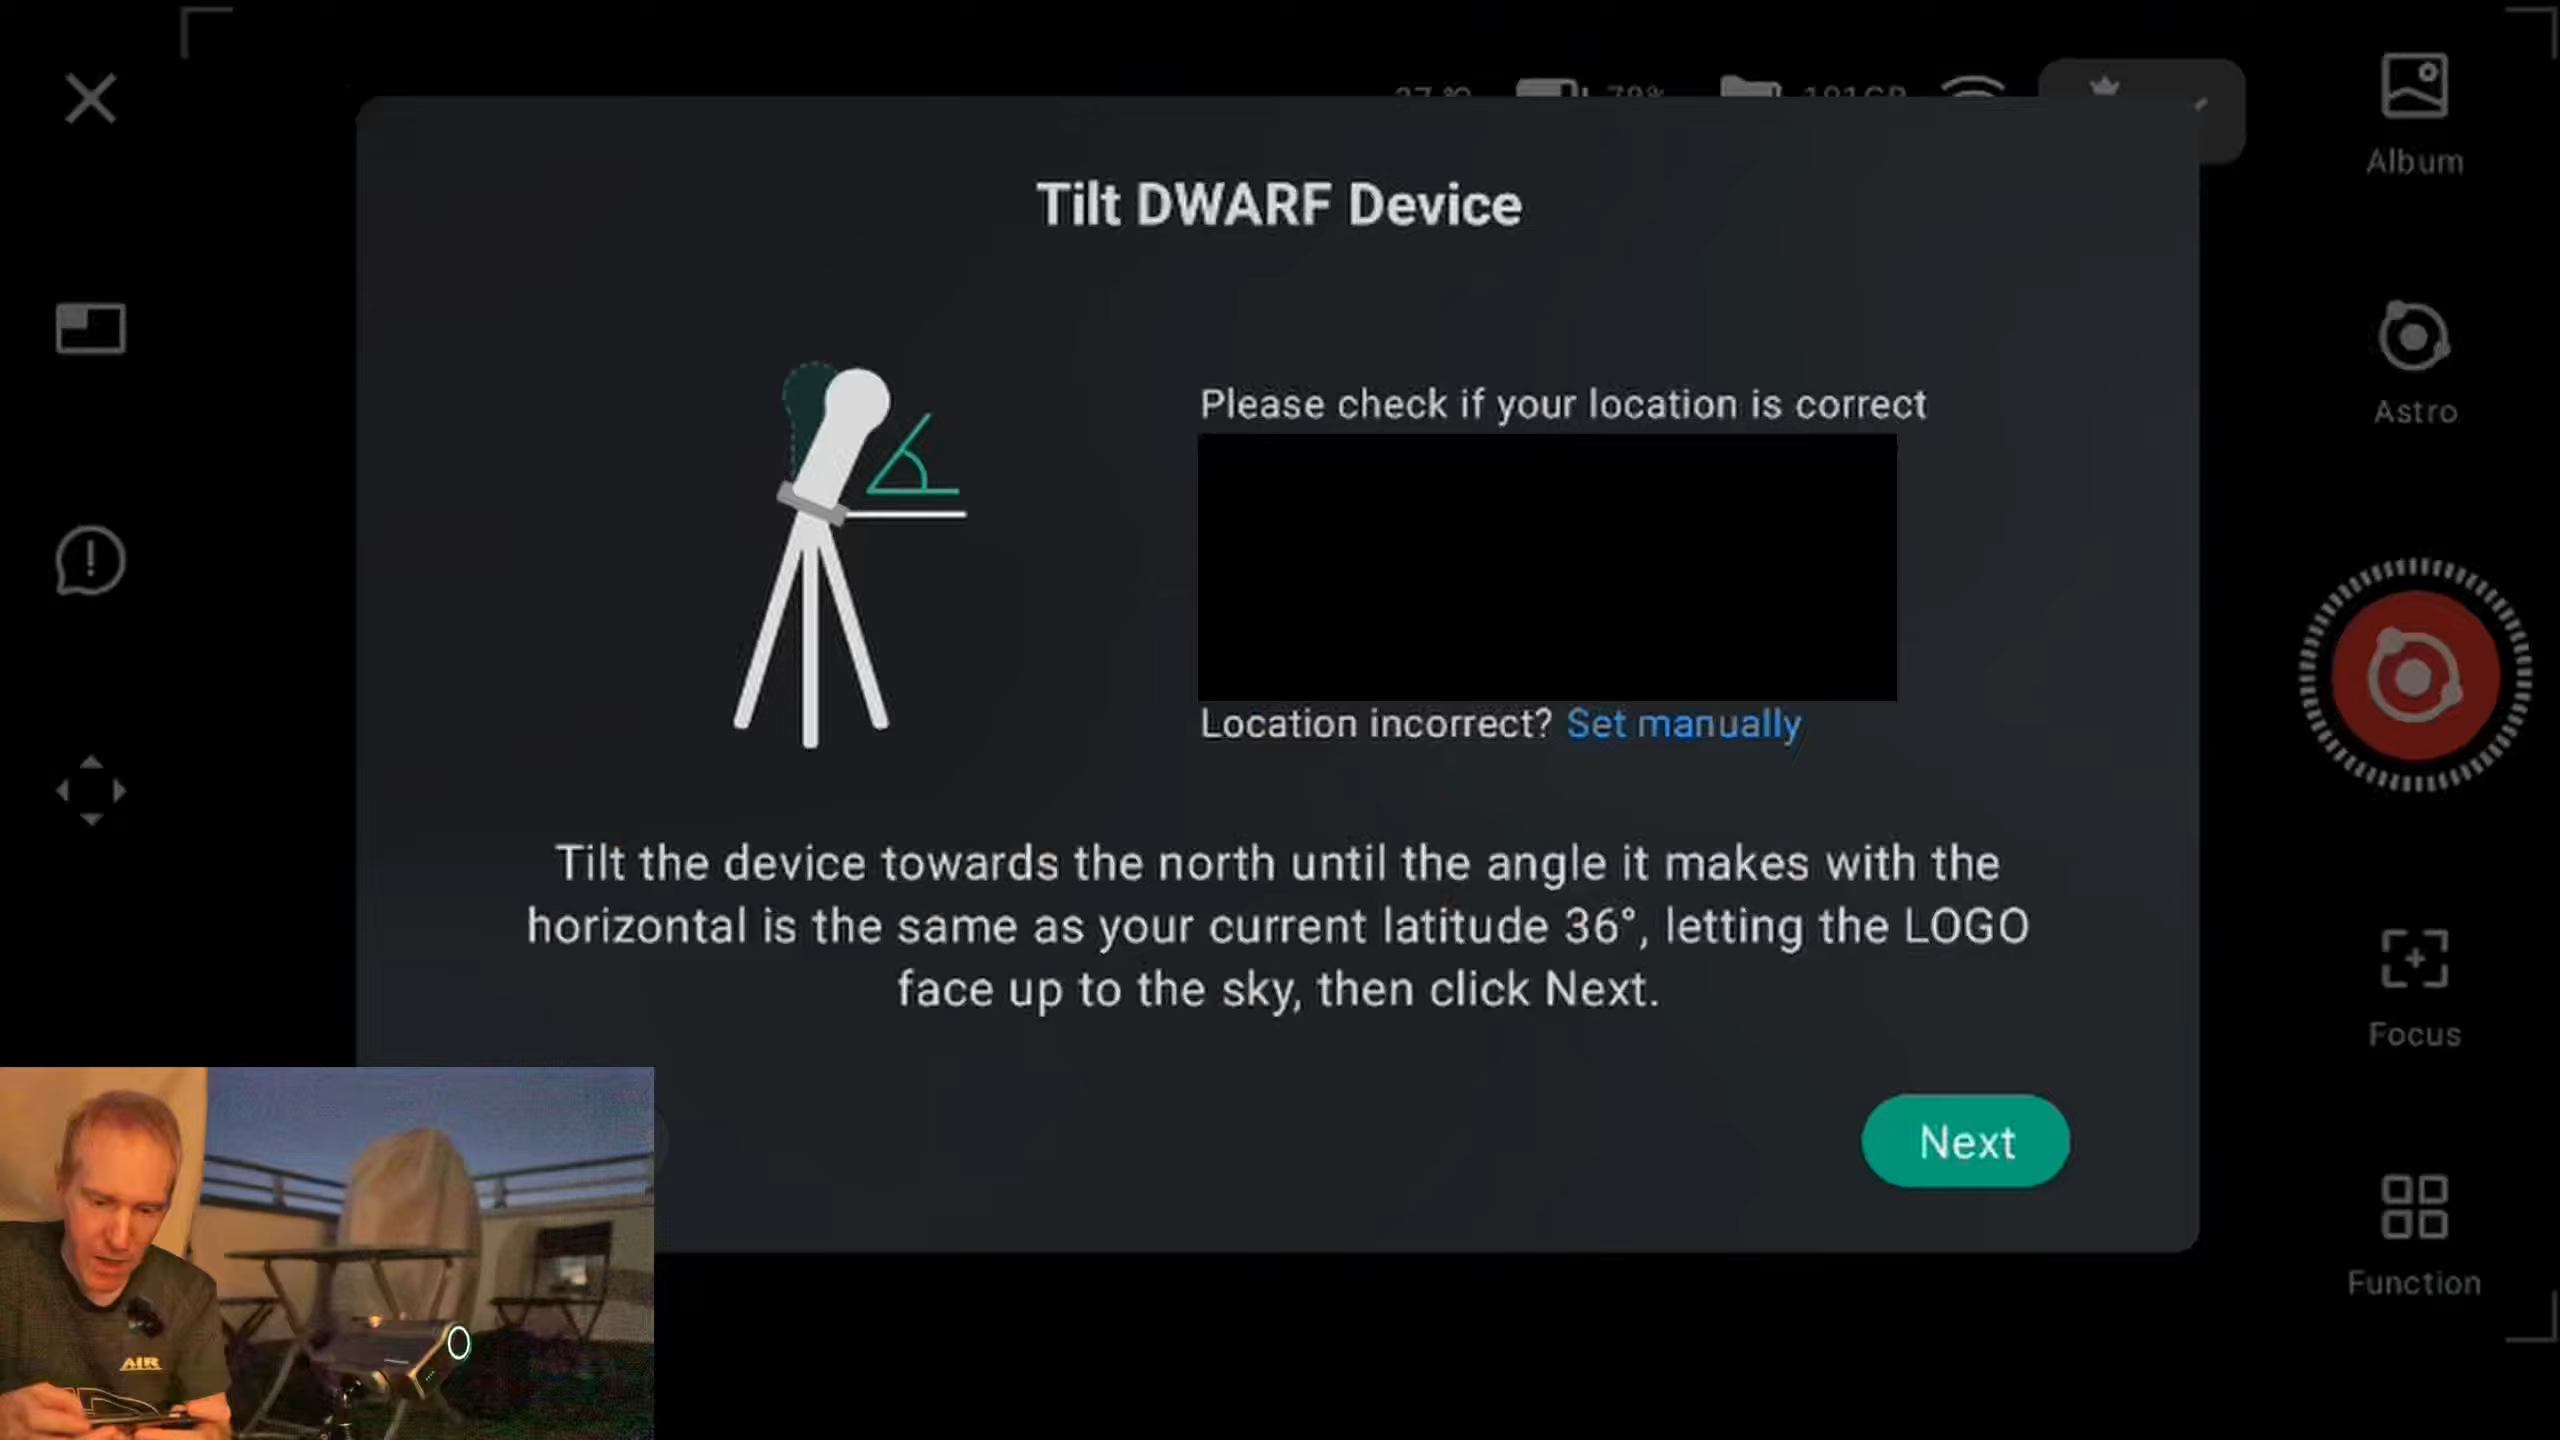 Album
Tilt DWARF Device
Please check if your location is correct
Astro
Location incorrect? Set manually
Tilt the device towards the north until the angle it makes with the
horizontal is the same as your current latitude 36°, letting the LOGO
face up to the sky, then click Next.
Focus
Next
Function
AIR